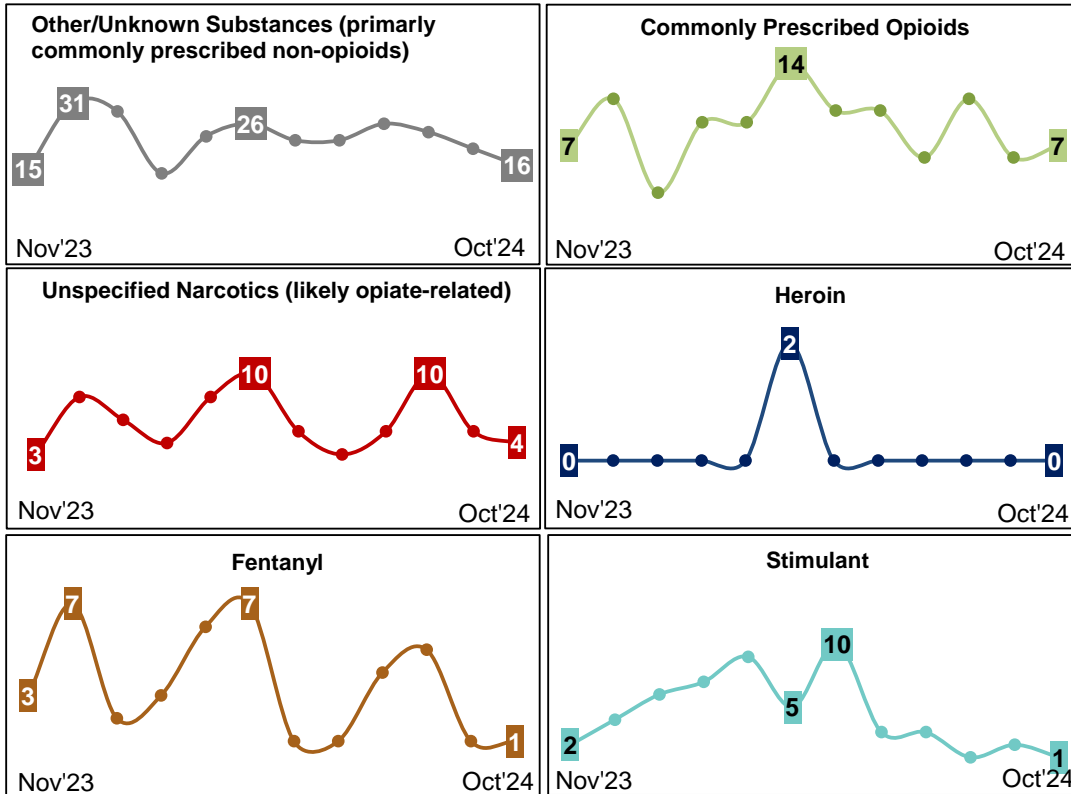 Other/Unknown Substances (primarly
commonly prescribed non-opioids)
31
26
15
16
Nov'23
Oct'24
Commonly Prescribed Opioids
14
7
7
Nov'23
Oct'24
Unspecified Narcotics (likely opiate-related)
10
10
3
4
Nov'23
Oct'24
Heroin
2
0
0
Nov'23
Oct'24
Fentanyl
7
7
3
1
Nov'23
Oct'24
Stimulant
10
5
2
1
Nov'23
Oct'24